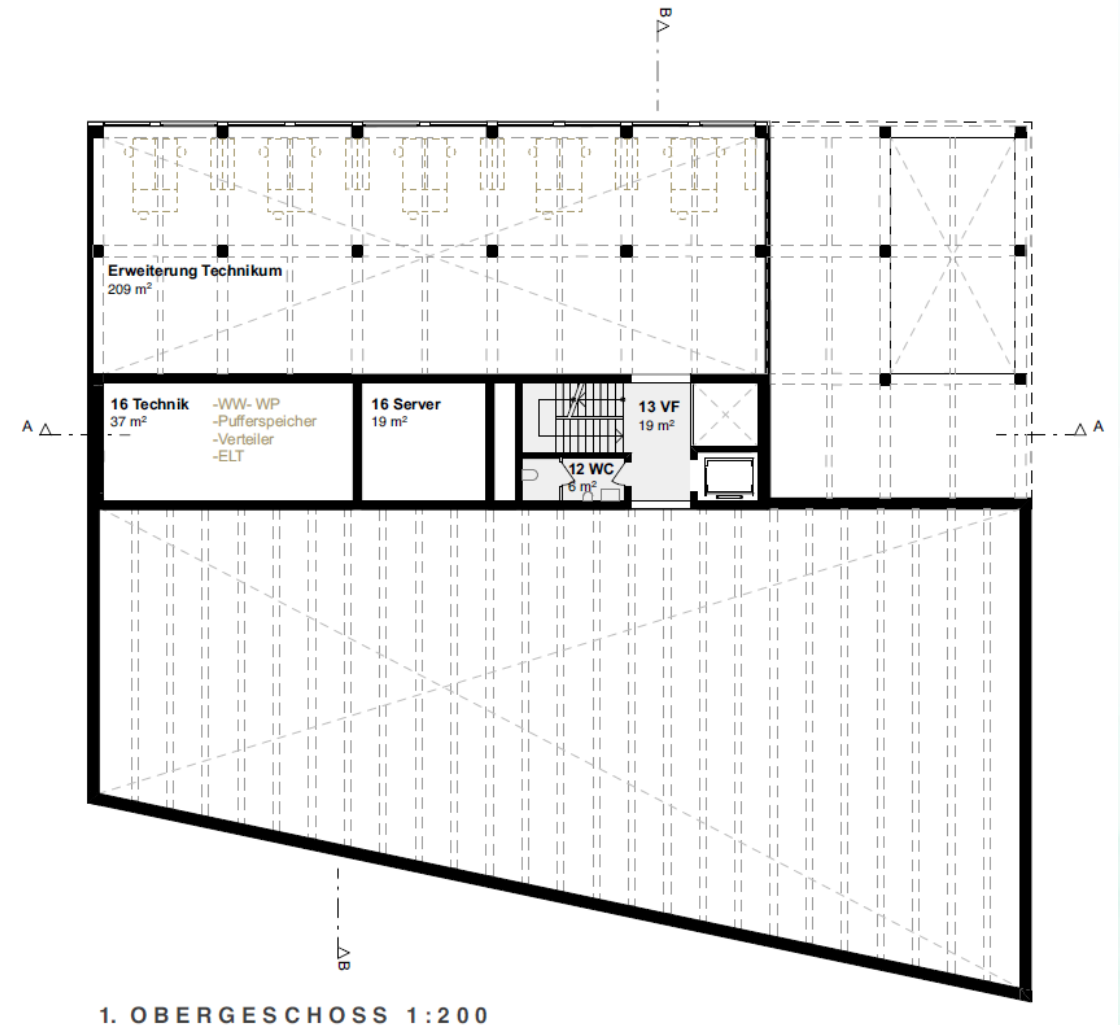 B
Erweiterung Technikum
209 m²
16 Technik
37 m²
-WW- WP
-Pufferspeicher
-Verteiler
-ELT
16 Server
19 m²
13 VF
19 m²
12 WC
6 m²
A
A
B
1. OBERGESCHOSS 1:200